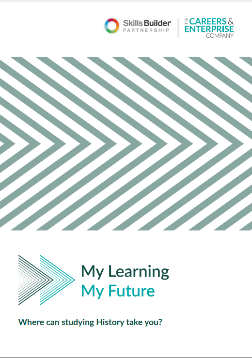 Skills Builder
PARTNERSHIP
THE CAREERS &
ENTERPRISE
COMPANY
My Learning
My Future
Where can studying History take you?